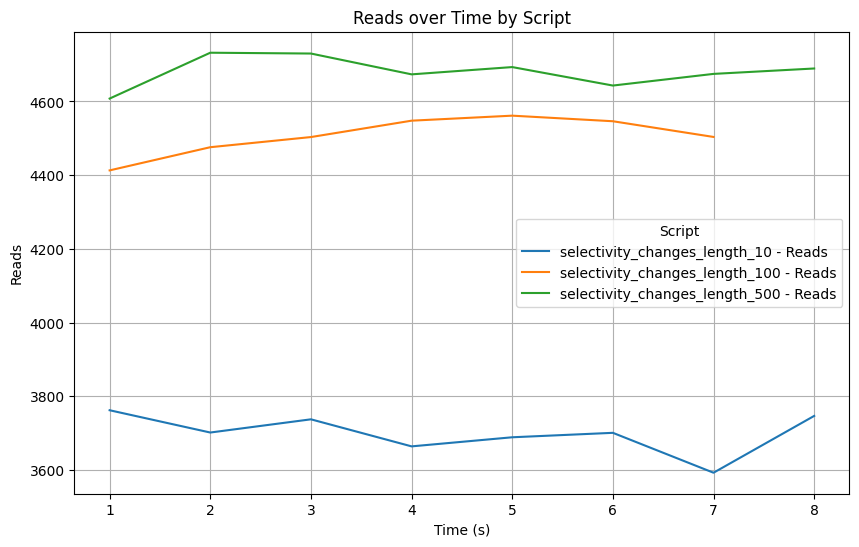 Reads over Time by Script
Reads
4600
4400
4200
4000
3800
3600
Script
selectivity_changes_length_10 - Reads
selectivity_changes_length_100 - Reads
selectivity_changes_length_500 - Reads
1 2 3 4 5 6 7 8
Time (s)